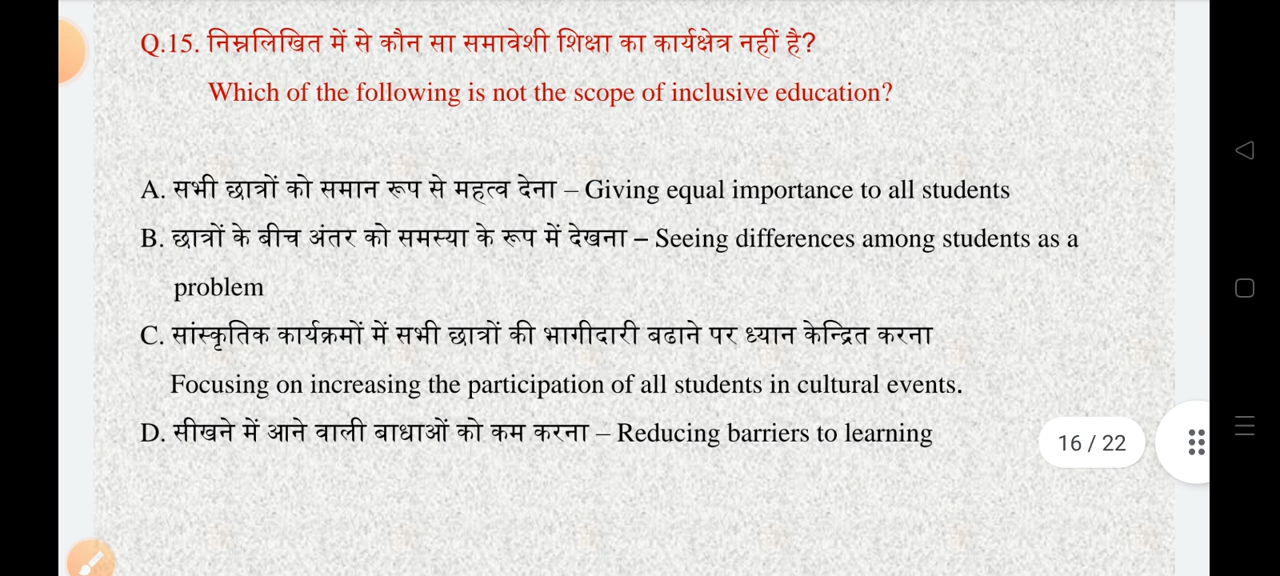 Q.15. निम्नलिखित में से कौन सा समावेशी शिक्षा का कार्यक्षेत्र नहीं है?
Which of the following is not the scope of inclusive education?
A. सभी छात्रों को समान रूप से महत्व देना – Giving equal importance to all students
B. छात्रों के बीच अंतर को समस्या के रूप में देखना – Seeing differences among students as a
problem
C. सांस्कृतिक कार्यक्रमों में सभी छात्रों की भागीदारी बढाने पर ध्यान केन्द्रित करना
Focusing on increasing the participation of all students in cultural events.
D. सीखने में आने वाली बाधाओं को कम करना – Reducing barriers to learning
16 / 22